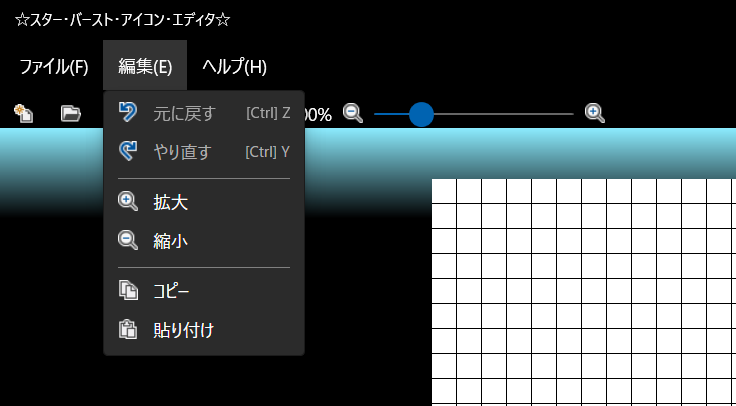 ☆スター・バースト・アイコン・エディタ☆
ファイル(F) 編集(E) ヘルプ(H)
元に戻す [Ctrl] Z
00%
やり直す [Ctrl] Y
拡大
縮小
コピー
貼り付け